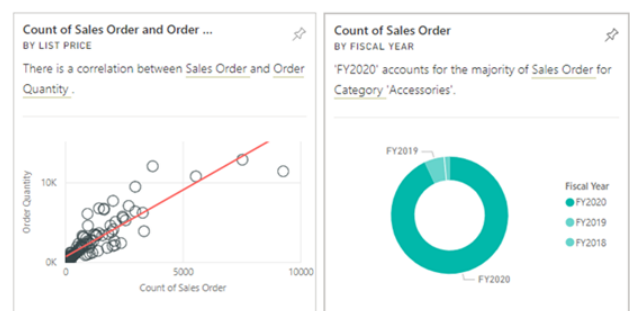 Count of Sales Order and Order ...
BY LIST PRICE
There is a correlation between Sales Order and Order
Quantity .
Order Quantity
10K
0K
0
5000
10000
Count of Sales Order
Count of Sales Order
BY FISCAL YEAR
'FY2020' accounts for the majority of Sales Order for
Category 'Accessories'.
FY2019
FY2020
Fiscal Year
FY2020
FY2019
FY2018